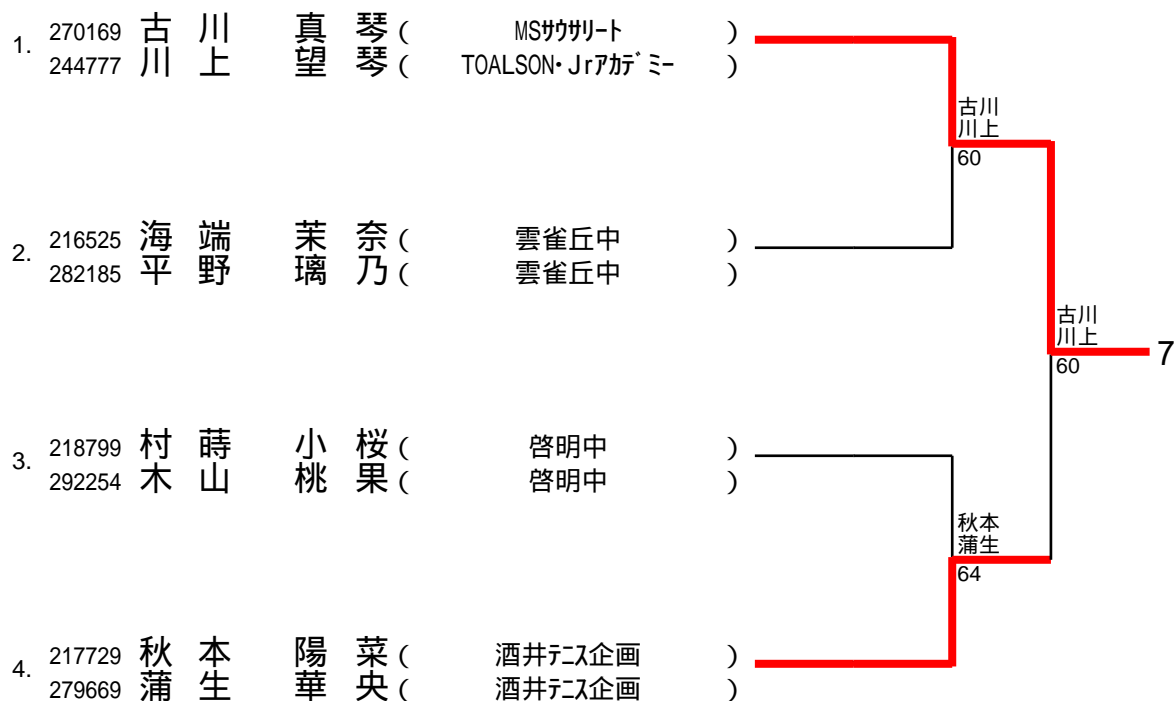 1. 270169 古川 真琴 ( MSｻｳｻﾘｰﾄ )
244777 川上 望琴 ( TOALSON・Jrｱｶﾃﾞﾐｰ )
古川
川上
60
2. 216525 海端 茉奈 ( 雲雀丘中 )
282185 平野 璃乃 ( 雲雀丘中 )
古川
川上
60
7
3. 218799 村蒔 小桜 ( 啓明中 )
292254 木山 桃果 ( 啓明中 )
秋本
蒲生
64
4. 217729 秋本 陽菜 ( 酒井ﾃﾆｽ企画 )
279669 蒲生 華央 ( 酒井ﾃﾆｽ企画 )